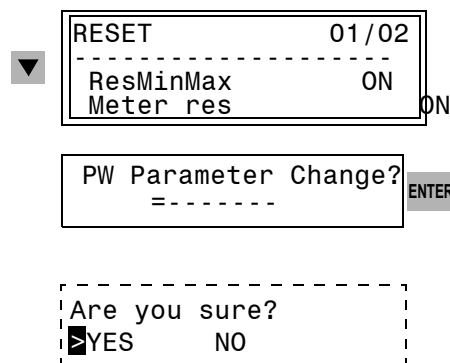 RESET 01/02
--------------------
ResMinMax ON
Meter res ON
PW Parameter Change?
=-------
ENTER
Are you sure?
>YES NO